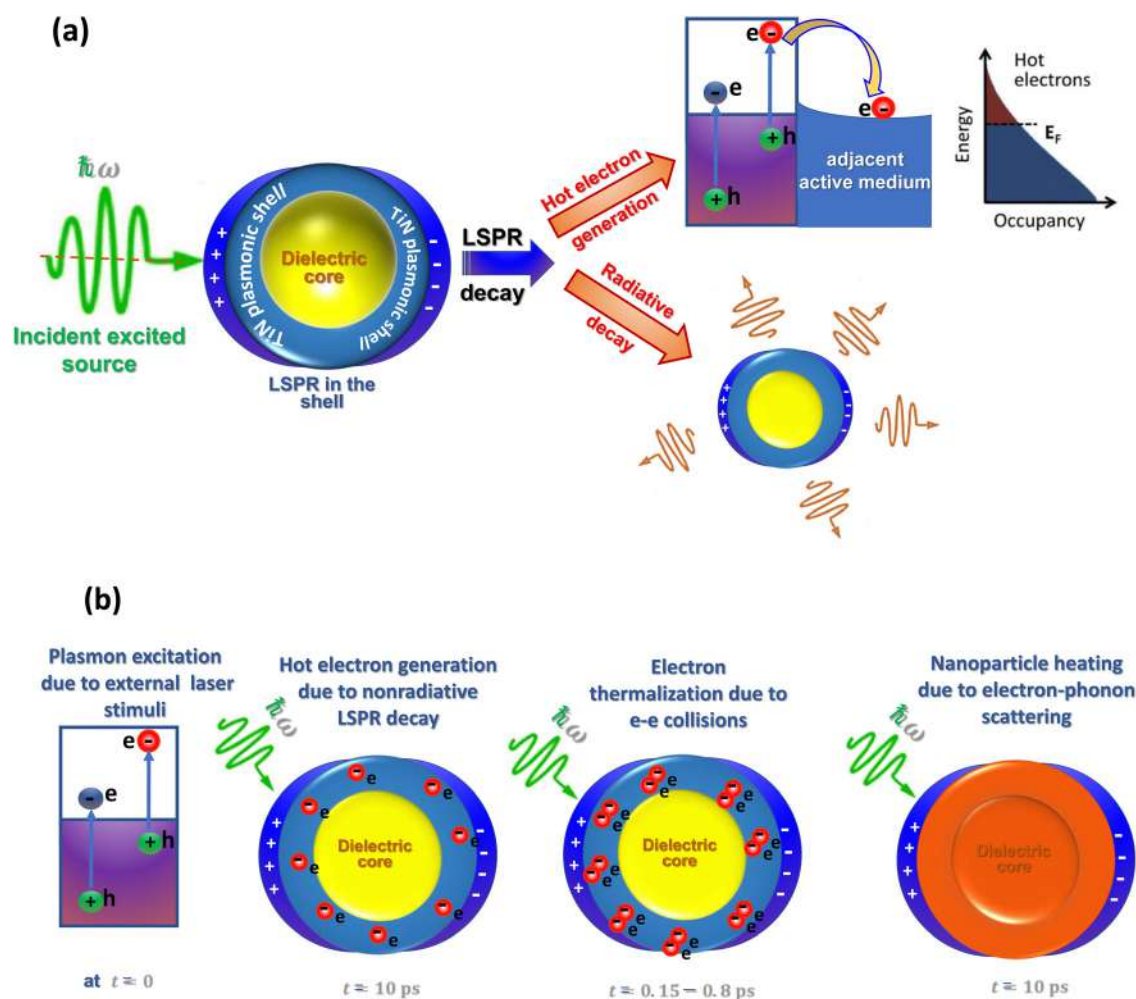 (a)
ħω
Incident excited
source
TiN plasmonic shell
TiN plasmonic shell
Dielectric
core
+ + + +
- - - -
LSPR in the
shell
LSPR
decay
Hot electron
generation
Radiative
decay
e -
- e
+ h
+ h
e -
adjacent
active medium
Hot
electrons
Energy
E_F
Occupancy
+ + + +
- - - -
(b)
Plasmon excitation
due to external laser
stimuli
e -
- e
+ h
+ h
at t = 0
Hot electron generation
due to nonradiative
LSPR decay
ħω
- e
- e
- e
- e
- e
- e
- e
- e
- e
+ + + +
- - - -
Dielectric
core
t = 10 ps
Electron
thermalization due to
e-e collisions
ħω
e e
e e
e e
e e
e e
e e
e e
e e
e e
+ + + +
- - - -
Dielectric
core
t = 0.15 – 0.8 ps
Nanoparticle heating
due to electron-phonon
scattering
ħω
+ + + +
- - - -
Dielectric
core
t = 10 ps